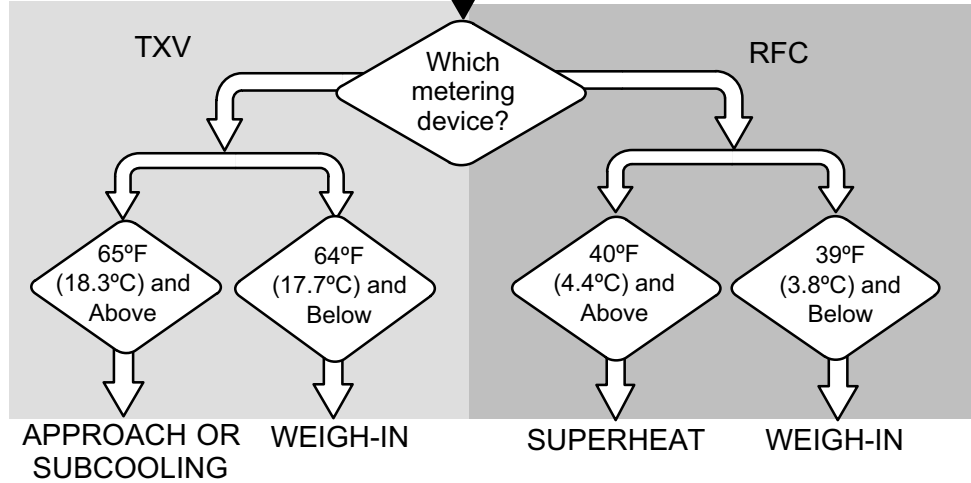 TXV
Which
metering
device?
RFC
65ºF
(18.3ºC) and
Above
64ºF
(17.7ºC) and
Below
40ºF
(4.4ºC) and
Above
39ºF
(3.8ºC) and
Below
APPROACH OR
SUBCOOLING
WEIGH-IN
SUPERHEAT
WEIGH-IN